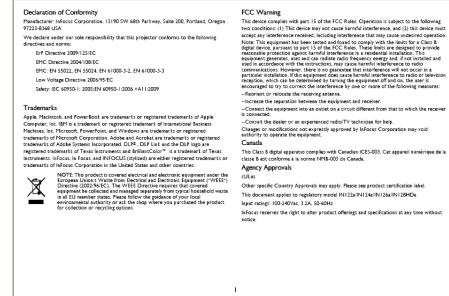 Declaration of Conformity
Manufacturer: InFocus Corporation, 13190 SW 68th Parkway, Suite 200, Portland, Oregon
97223-8368 USA
We declare under our sole responsibility that this projector conforms to the following
directives and norms:
ErP Directive 2009/125/EC
EMC Directive 2004/108/EC
EMC: EN 55022, EN 55024, EN 61000-3-2, EN 61000-3-3
Low Voltage Directive 2006/95/EC
Safety: IEC 60950-1: 2005;EN 60950-1:2006 +A11:2009
Trademarks
Apple, Macintosh, and PowerBook are trademarks or registered trademarks of Apple
Computer, Inc. IBM is a trademark or registered trademark of International Business
Machines, Inc. Microsoft, PowerPoint, and Windows are trademarks or registered
trademarks of Microsoft Corporation. Adobe and Acrobat are trademarks or registered
trademarks of Adobe Systems Incorporated. DLP®, DLP Link and the DLP logo are
registered trademarks of Texas Instruments and BrilliantColor™ is a trademark of Texas
Instruments. InFocus, In Focus, and INFOCUS (stylized) are either registered trademarks or
trademarks of InFocus Corporation in the United States and other countries.
NOTE: This product is covered electrical and electronic equipment under the
European Union's Waste from Electrical and Electronic Equipment ("WEEE")
Directive (2002/96/EC). The WEEE Directive requires that covered
equipment be collected and managed separately from typical household waste
in all EU member states. Please follow the guidance of your local
environmental authority or ask the shop where you purchased the product
for collection or recycling options.
FCC Warning
This device complies with part 15 of the FCC Rules. Operation is subject to the following
two conditions: (1) This device may not cause harmful interference, and (2) this device must
accept any interference received, including interference that may cause undesired operation.
Note: This equipment has been tested and found to comply with the limits for a Class B
digital device, pursuant to part 15 of the FCC Rules. These limits are designed to provide
reasonable protection against harmful interference in a residential installation. This
equipment generates, uses and can radiate radio frequency energy and, if not installed and
used in accordance with the instructions, may cause harmful interference to radio
communications. However, there is no guarantee that interference will not occur in a
particular installation. If this equipment does cause harmful interference to radio or television
reception, which can be determined by turning the equipment off and on, the user is
encouraged to try to correct the interference by one or more of the following measures:
--Reorient or relocate the receiving antenna.
--Increase the separation between the equipment and receiver.
--Connect the equipment into an outlet on a circuit different from that to which the receiver
is connected.
--Consult the dealer or an experienced radio/TV technician for help.
Changes or modifications not expressly approved by InFocus Corporation may void
authority to operate the equipment.
Canada
This Class B digital apparatus complies with Canadian ICES-003. Cet appareil numérique de la
classe B est conforme à la norme NMB-003 du Canada.
Agency Approvals
cULus
Other specific Country Approvals may apply. Please see product certification label.
This document applies to regulatory model IN122a/IN124a/IN126a/IN128HDa
Input ratings: 100-240Vac, 3.2A, 50-60Hz
InFocus reserves the right to alter product offerings and specifications at any time without
notice.
1